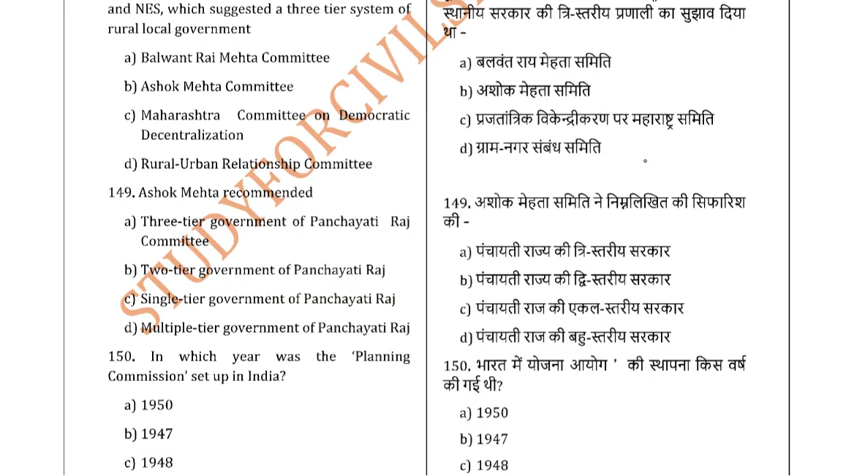 and NES, which suggested a three tier system of
rural local government
a) Balwant Rai Mehta Committee
b) Ashok Mehta Committee
c) Maharashtra Committee on Democratic
Decentralization
d) Rural-Urban Relationship Committee
149. Ashok Mehta recommended
a) Three-tier government of Panchayati Raj
Committee
b) Two-tier government of Panchayati Raj
c) Single-tier government of Panchayati Raj
d) Multiple-tier government of Panchayati Raj
150. In which year was the ‘Planning
Commission’ set up in India?
a) 1950
b) 1947
c) 1948
स्थानीय सरकार की त्रि-स्तरीय प्रणाली का सुझाव दिया
था -
a) बलवंत राय मेहता समिति
b) अशोक मेहता समिति
c) प्रजतांत्रिक विकेन्द्रीकरण पर महाराष्ट्र समिति
d) ग्राम-नगर संबंध समिति
149. अशोक मेहता समिति ने निम्नलिखित की सिफारिश
की -
a) पंचायती राज्य की त्रि-स्तरीय सरकार
b) पंचायती राज्य की द्वि-स्तरीय सरकार
c) पंचायती राज की एकल-स्तरीय सरकार
d) पंचायती राज की बहु-स्तरीय सरकार
150. भारत में योजना आयोग ' की स्थापना किस वर्ष
की गई थी?
a) 1950
b) 1947
c) 1948
STUDYFORCIVILS